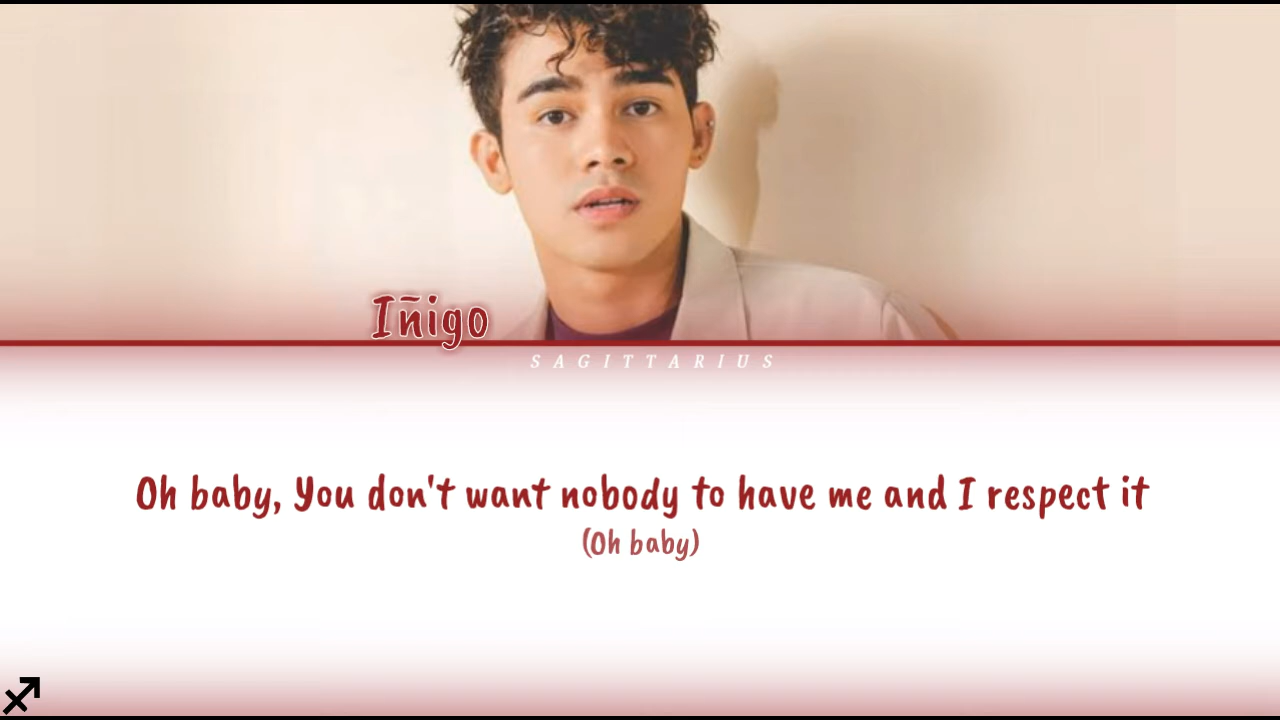 Iñigo
SAGITTARIUS
Oh baby, You don't want nobody to have me and I respect it
(Oh baby)